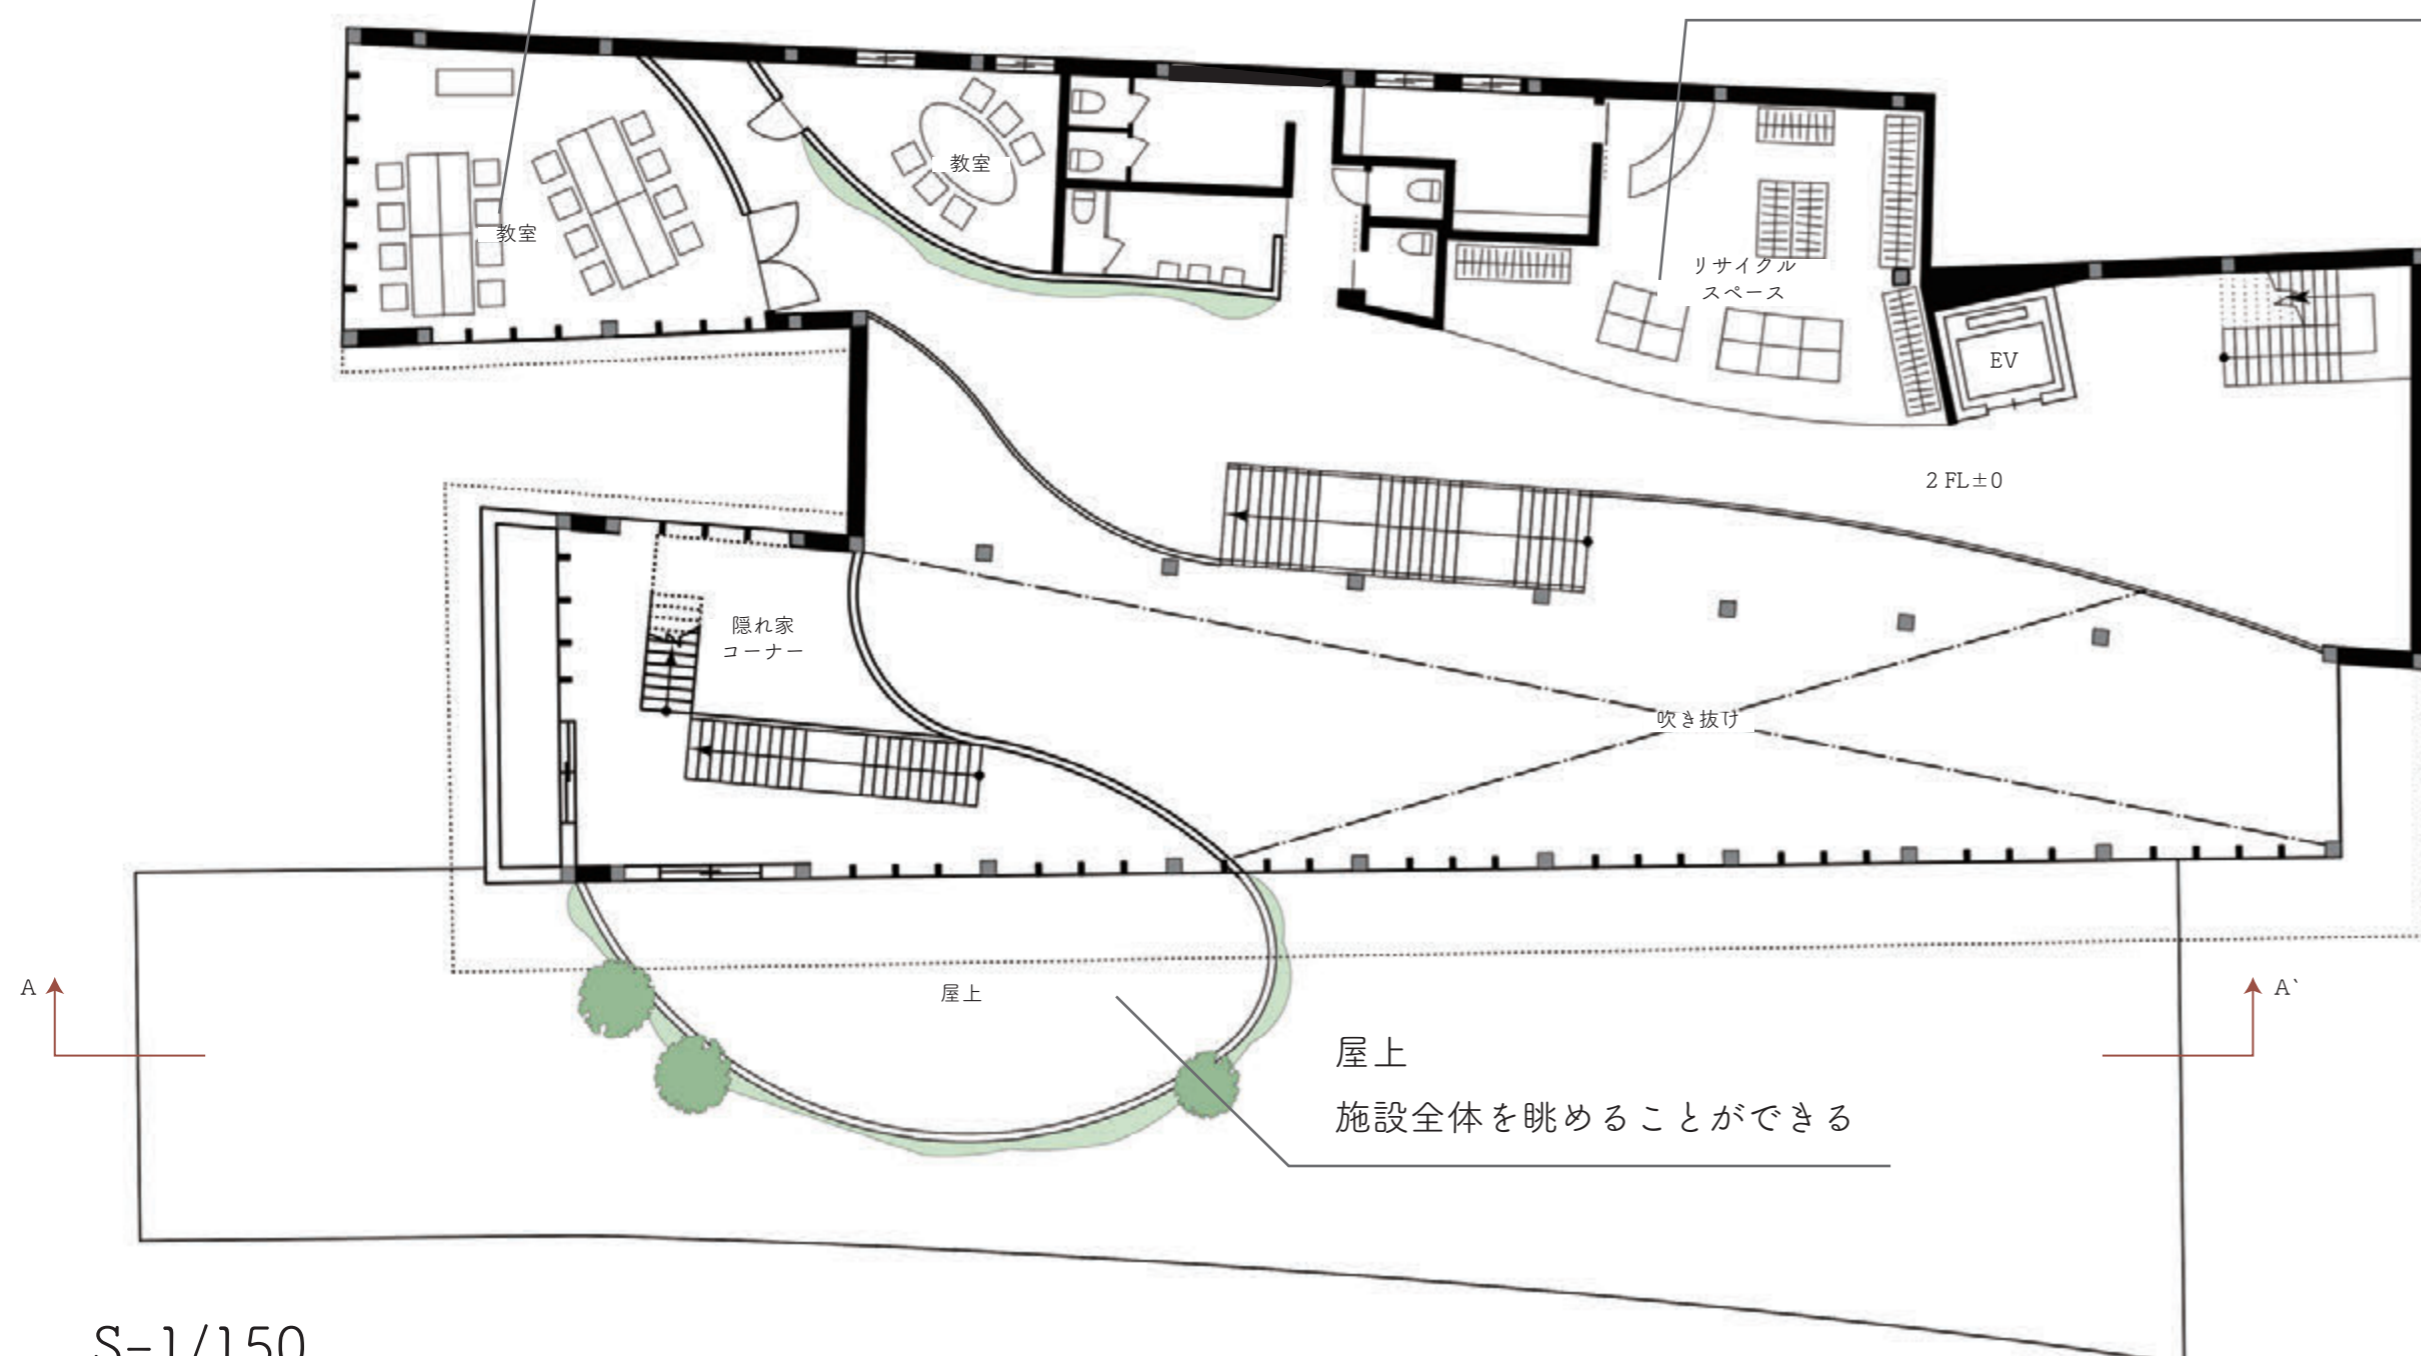 教室
教室
リサイクル
スペース
EV
2 FL±0
隠れ家
コーナー
吹き抜け
屋上
A
A`
屋上
施設全体を眺めることができる
S-1/150